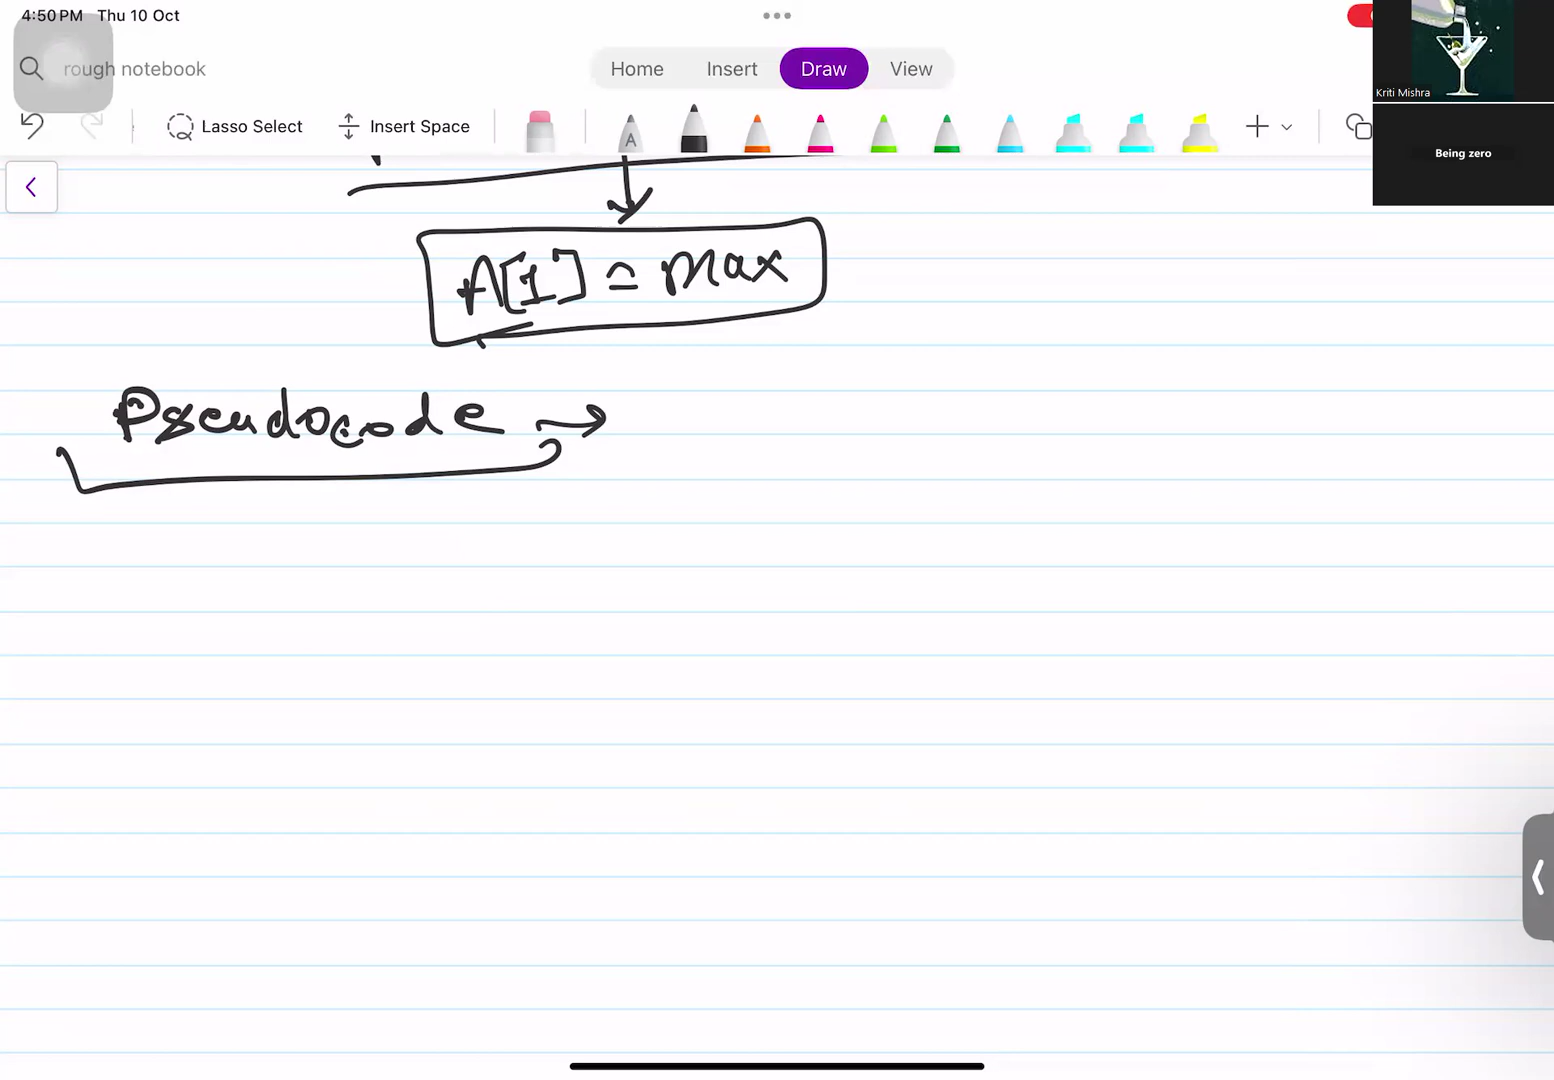 4:50 PM Thu 10 Oct
rough notebook
Home Insert Draw View
Lasso Select Insert Space
A
Kriti Mishra
Being zero
A[1] = max
Pseudocode →